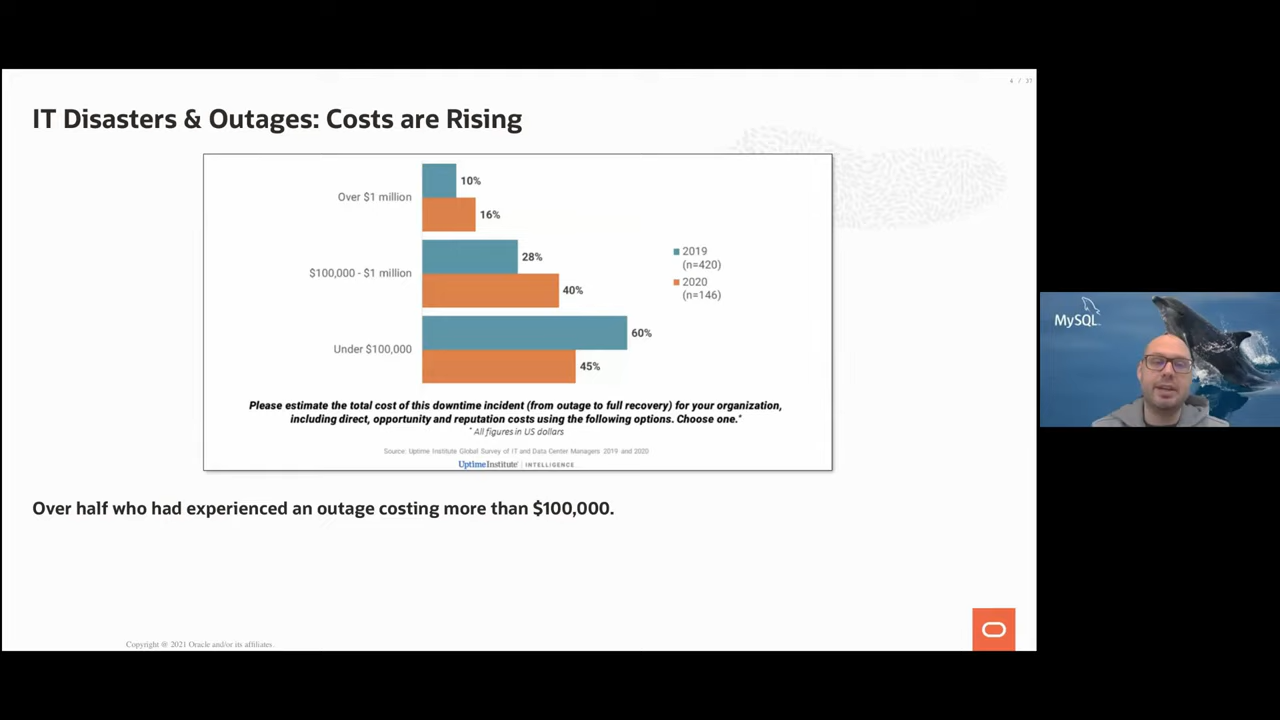 4 / 37
IT Disasters & Outages: Costs are Rising
10%
Over $1 million
16%
28%
$100,000 - $1 million
40%
60%
Under $100,000
45%
2019
(n=420)
2020
(n=146)
Please estimate the total cost of this downtime incident (from outage to full recovery) for your organization,
including direct, opportunity and reputation costs using the following options. Choose one.*
* All figures in US dollars
Source: Uptime Institute Global Survey of IT and Data Center Managers 2019 and 2020
UptimeInstitute | INTELLIGENCE
MySQL
Over half who had experienced an outage costing more than $100,000.
Copyright @ 2021 Oracle and/or its affiliates